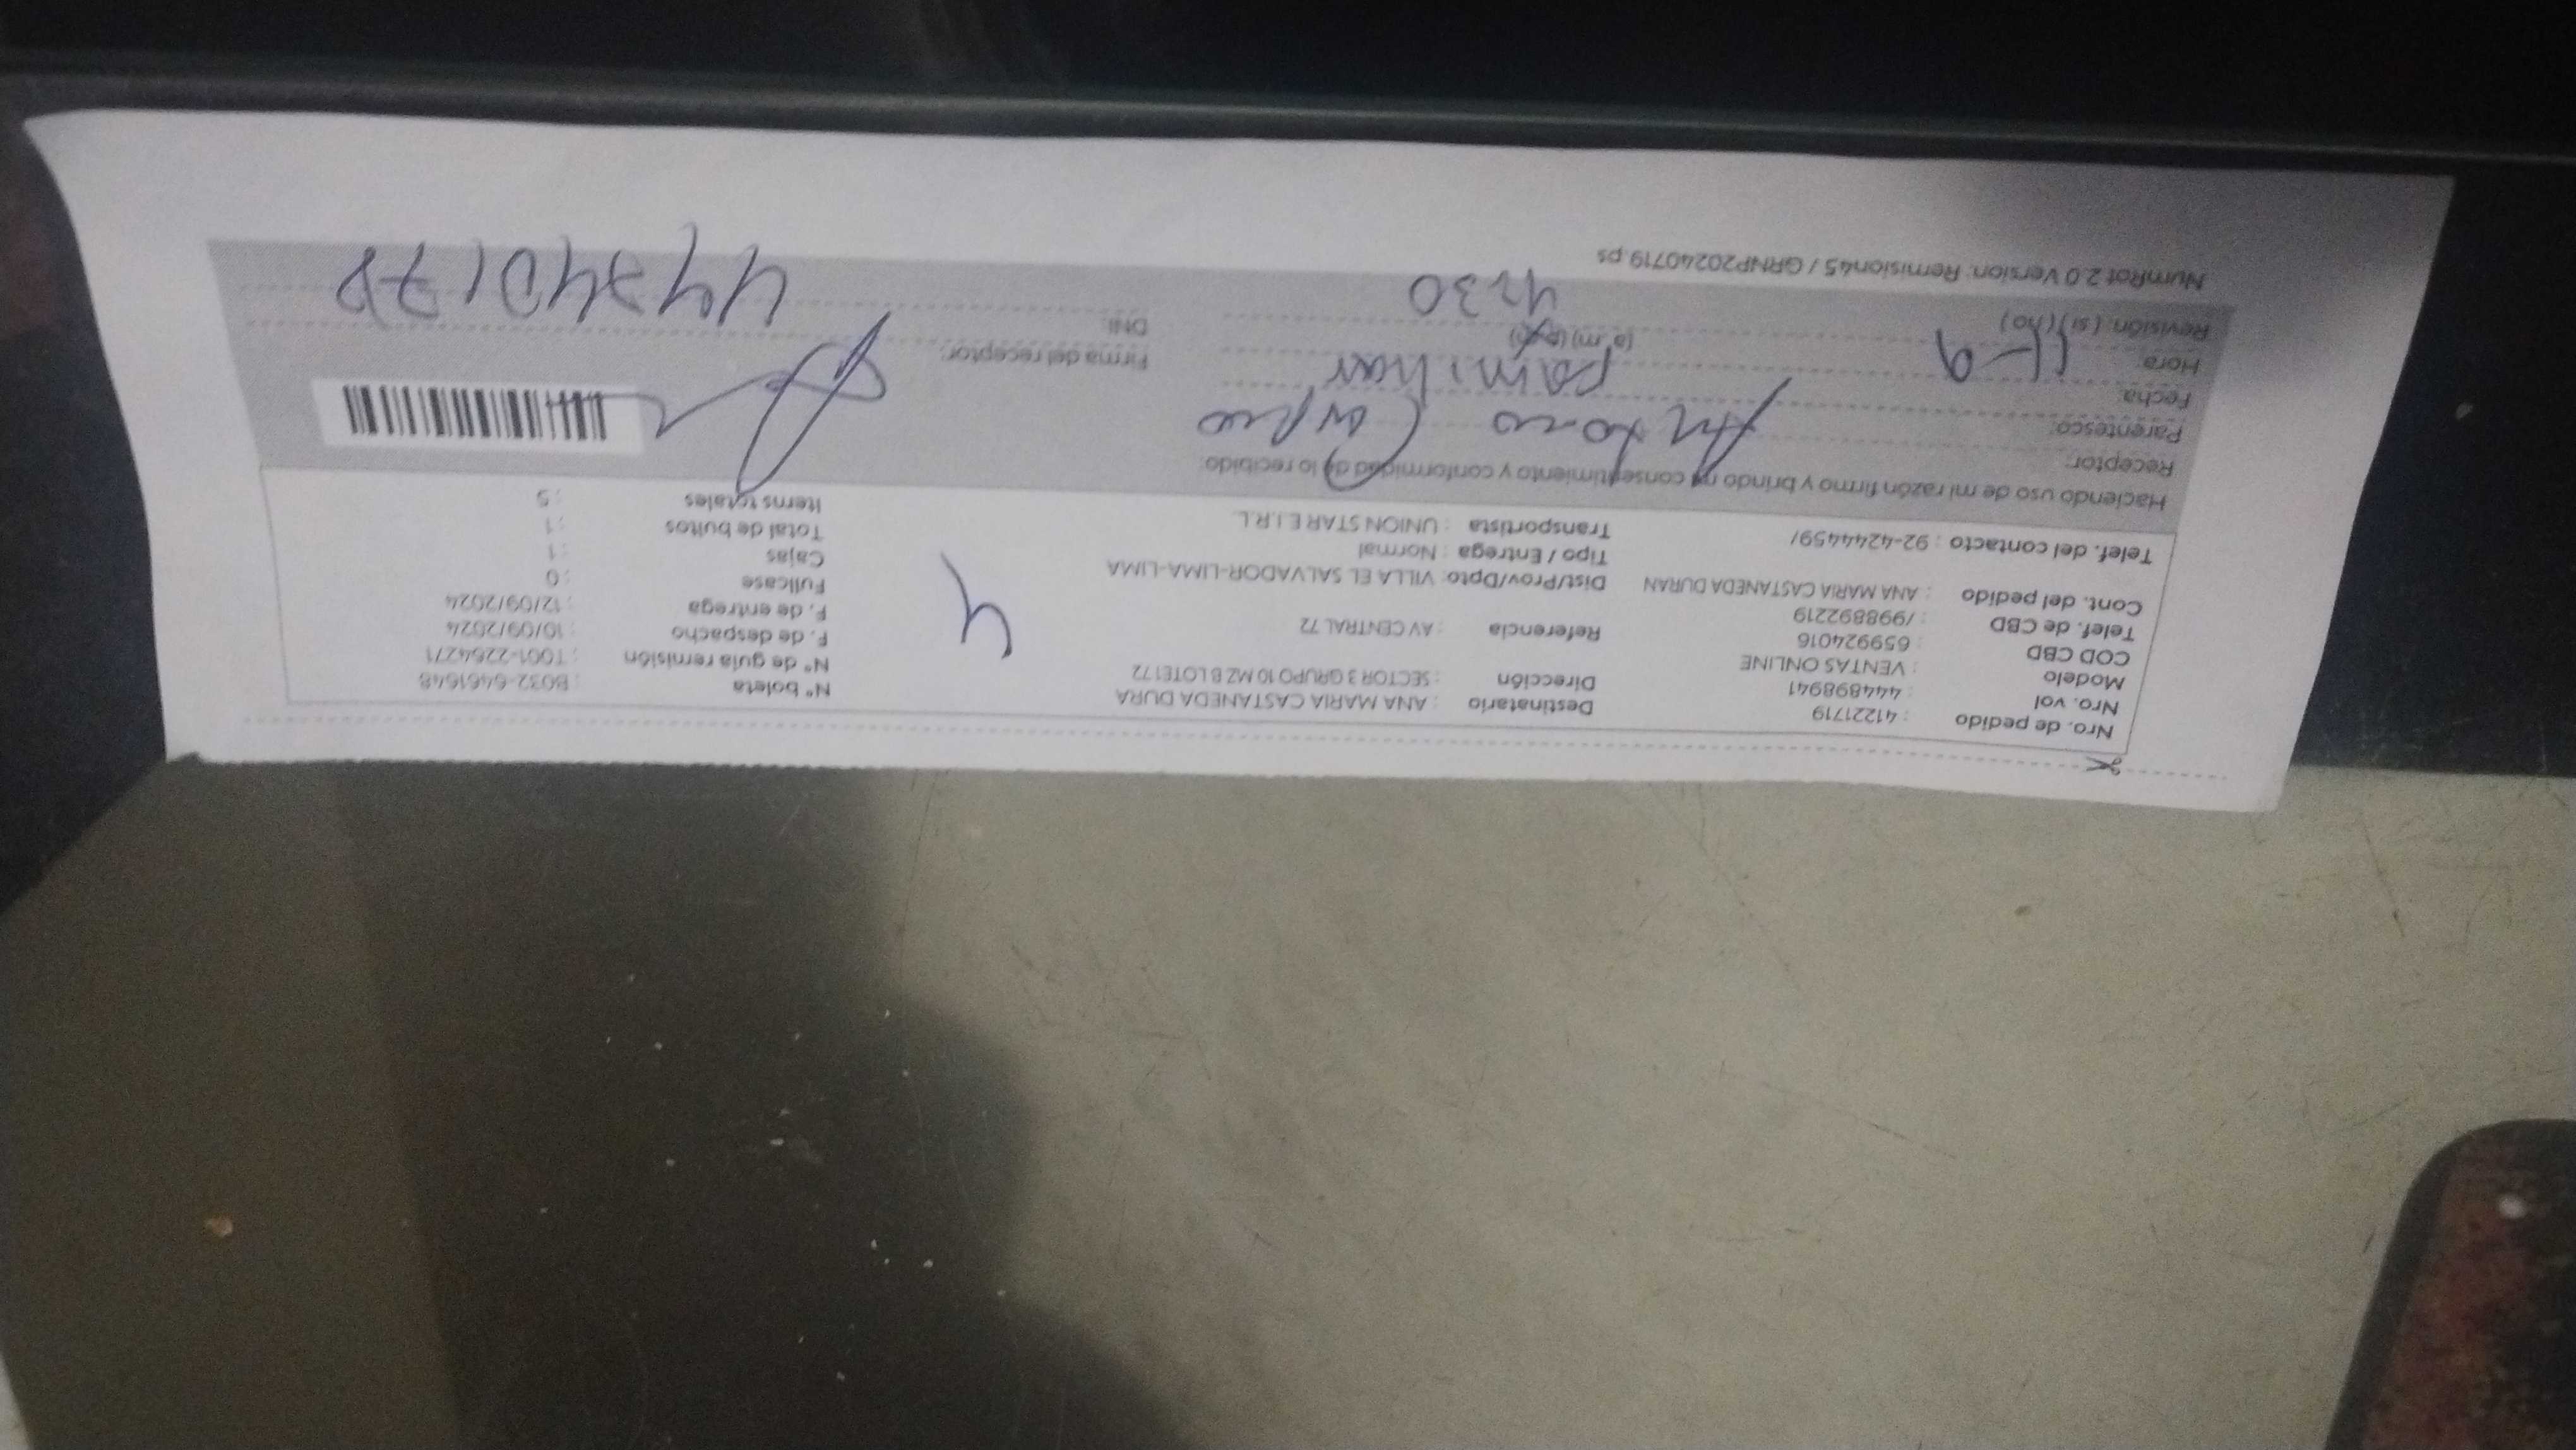 Nro. de pedido : 41221719
Nro. vol : 444898941
Modelo : VENTAS ONLINE
COD CBD : 659924016
Telef. de CBD : /998892219
Cont. del pedido : ANA MARIA CASTANEDA DURAN
Telef. del contacto : 92-4244459/
Destinatario : ANA MARIA CASTANEDA DURA
Dirección : SECTOR 3 GRUPO 10 MZ B LOTE172
Referencia : AV CENTRAL 72
Dist/Prov/Dpto: VILLA EL SALVADOR-LIMA-LIMA
Tipo / Entrega : Normal
Transportista : UNION STAR E.I.R.L.
4
N° boleta : B032-6461648
N° de guia remisión : T001-2264271
F. de despacho : 10/09/2024
F. de entrega : 12/09/2024
Fullcase : 0
Cajas : 1
Total de bultos : 1
Items totales : 5
Haciendo uso de mi razón firmo y brindo mi consentimiento y conformidad de lo recibido:
Receptor:
Parentesco: familiar
Fecha: 11-9
Hora: (a.m) (p.m) 4:30
Revisión: (si) (no)
Firma del receptor:
DNI:
NumRot 2.0 Version: Remision45 / GRNP20240719.ps